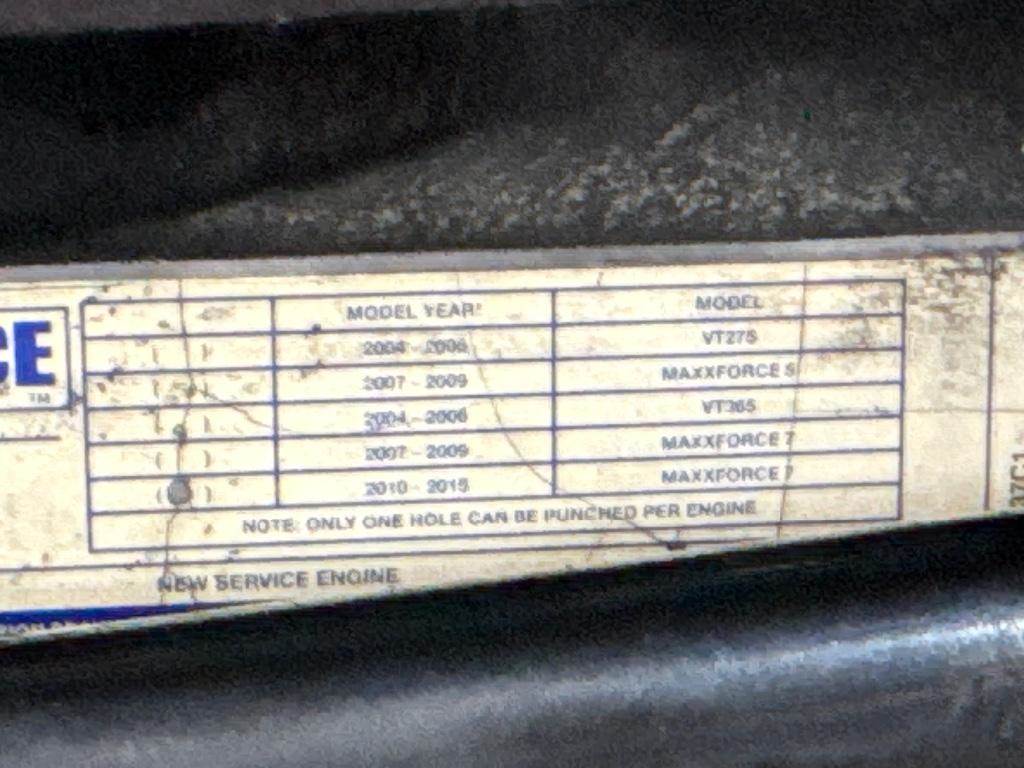 CE
TM
MODEL YEAR MODEL
2004 - 2006 VT275
( ) 2007 - 2009 MAXXFORCE 5
2004 - 2006 VT365
( ) 2007 - 2009 MAXXFORCE 7
( ) 2010 - 2015 MAXXFORCE 7
NOTE: ONLY ONE HOLE CAN BE PUNCHED PER ENGINE
NEW SERVICE ENGINE